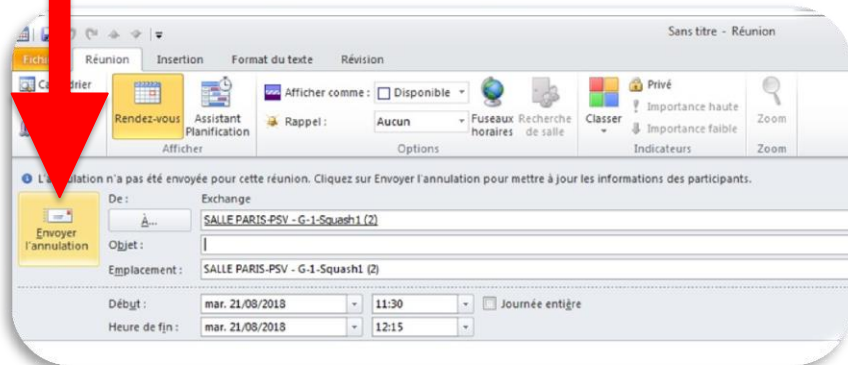 Sans titre - Réunion
Réunion Insertion Format du texte Révision
Rendez-vous
Assistant Planification
Afficher
Afficher comme : Disponible
Rappel : Aucun
Fuseaux horaires
Recherche de salle
Options
Classer
Privé
Importance haute
Importance faible
Indicateurs
Zoom
Zoom
n'a pas été envoyée pour cette réunion. Cliquez sur Envoyer l'annulation pour mettre à jour les informations des participants.
Envoyer l'annulation
De : Exchange
À... SALLE PARIS-PSV - G-1-Squash1 (2)
Objet :
Emplacement : SALLE PARIS-PSV - G-1-Squash1 (2)
Début : mar. 21/08/2018 11:30 Journée entière
Heure de fin : mar. 21/08/2018 12:15